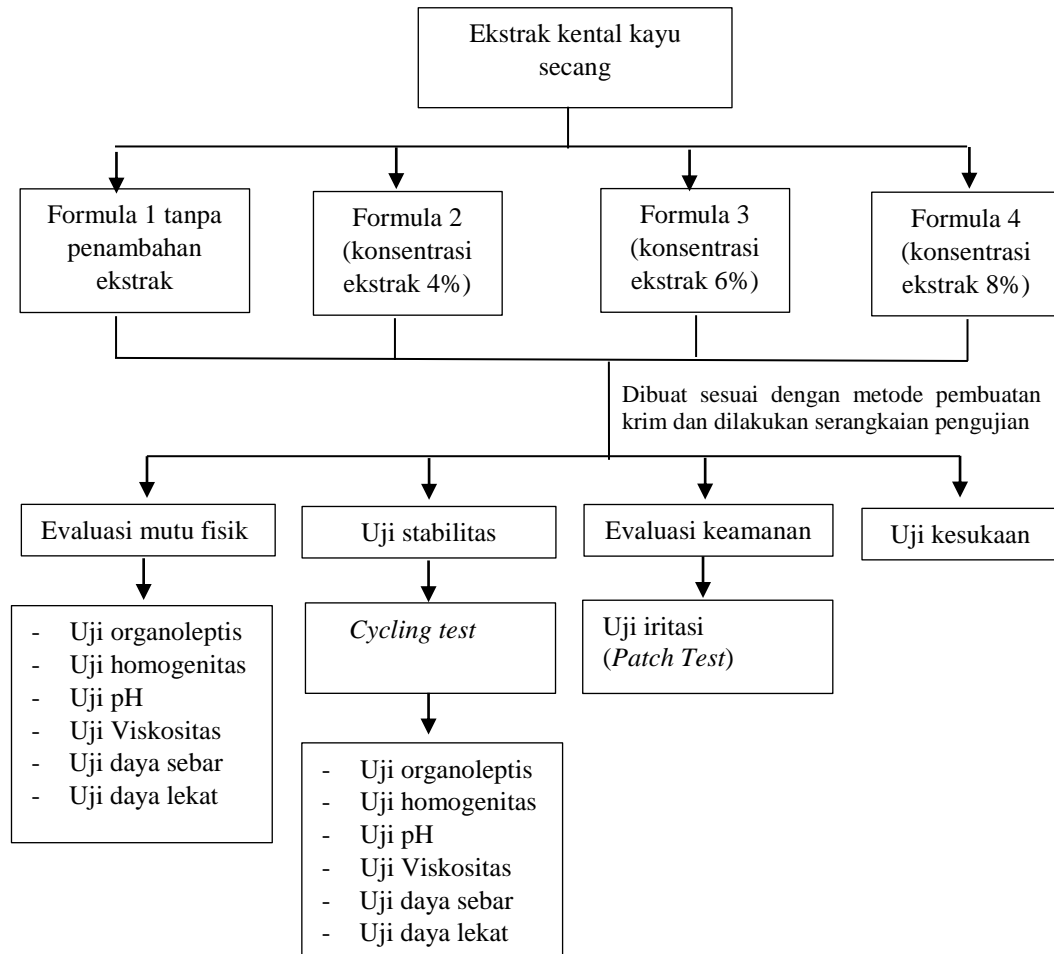 Ekstrak kental kayu
secang
Formula 1 tanpa
penambahan
ekstrak
Formula 2
(konsentrasi
ekstrak 4%)
Formula 3
(konsentrasi
ekstrak 6%)
Formula 4
(konsentrasi
ekstrak 8%)
Dibuat sesuai dengan metode pembuatan
krim dan dilakukan serangkaian pengujian
Evaluasi mutu fisik
Uji stabilitas
Evaluasi keamanan
Uji kesukaan
- Uji organoleptis
- Uji homogenitas
- Uji pH
- Uji Viskositas
- Uji daya sebar
- Uji daya lekat
Cycling test
Uji iritasi
(Patch Test)
- Uji organoleptis
- Uji homogenitas
- Uji pH
- Uji Viskositas
- Uji daya sebar
- Uji daya lekat